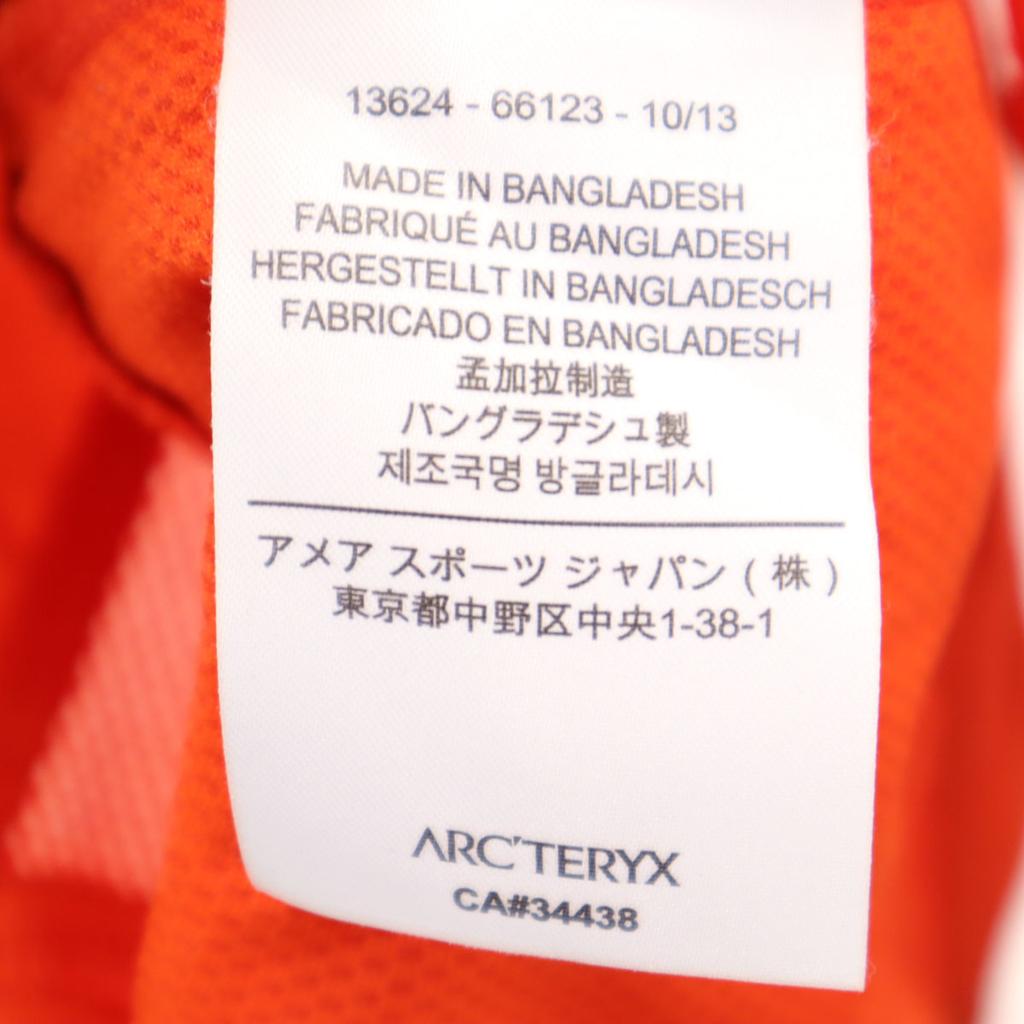 13624 - 66123 - 10/13
MADE IN BANGLADESH
FABRIQUÉ AU BANGLADESH
HERGESTELLT IN BANGLADESCH
FABRICADO EN BANGLADESH
孟加拉制造
バングラデシュ製
제조국명 방글라데시
アメア スポーツ ジャパン ( 株 )
東京都中野区中央1-38-1
ARC'TERYX
CA#34438